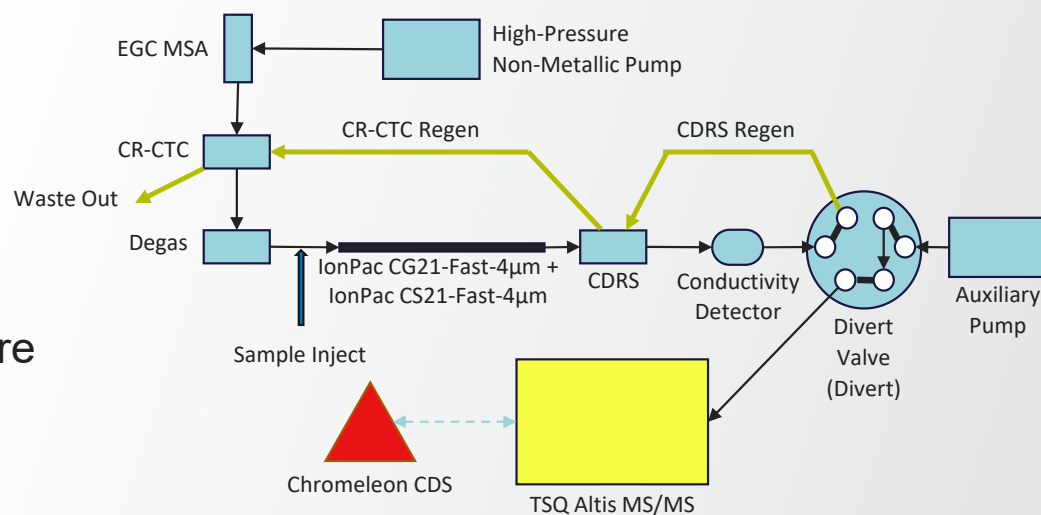 EGC MSA
High-Pressure
Non-Metallic Pump
CR-CTC Regen
CDRS Regen
CR-CTC
Waste Out
Degas
IonPac CG21-Fast-4µm +
IonPac CS21-Fast-4µm
CDRS
Conductivity
Detector
Divert
Valve
(Divert)
Auxiliary
Pump
re
Sample Inject
Chromeleon CDS
TSQ Altis MS/MS